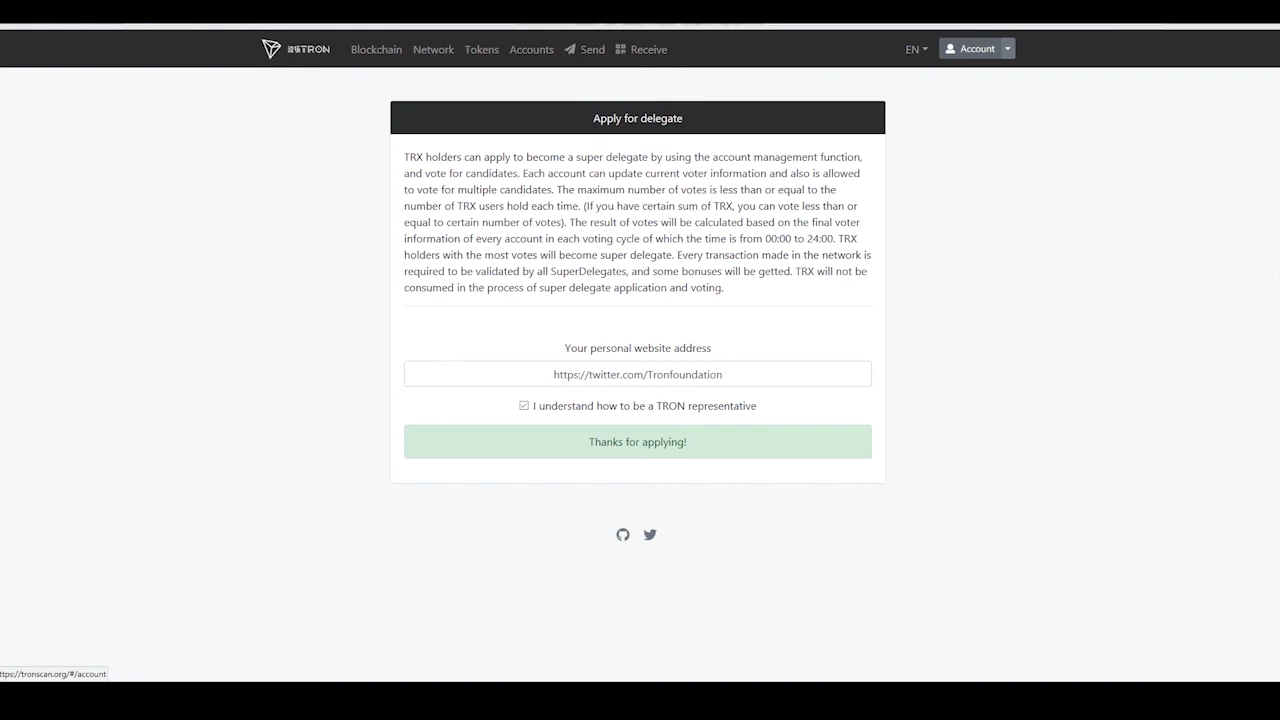 波场TRON Blockchain Network Tokens Accounts Send Receive EN Account
Apply for delegate
TRX holders can apply to become a super delegate by using the account management function,
and vote for candidates. Each account can update current voter information and also is allowed
to vote for multiple candidates. The maximum number of votes is less than or equal to the
number of TRX users hold each time. (If you have certain sum of TRX, you can vote less than or
equal to certain number of votes). The result of votes will be calculated based on the final voter
information of every account in each voting cycle of which the time is from 00:00 to 24:00. TRX
holders with the most votes will become super delegate. Every transaction made in the network is
required to be validated by all SuperDelegates, and some bonuses will be getted. TRX will not be
consumed in the process of super delegate application and voting.
Your personal website address
https://twitter.com/Tronfoundation
I understand how to be a TRON representative
Thanks for applying!
ttps://tronscan.org/#/account